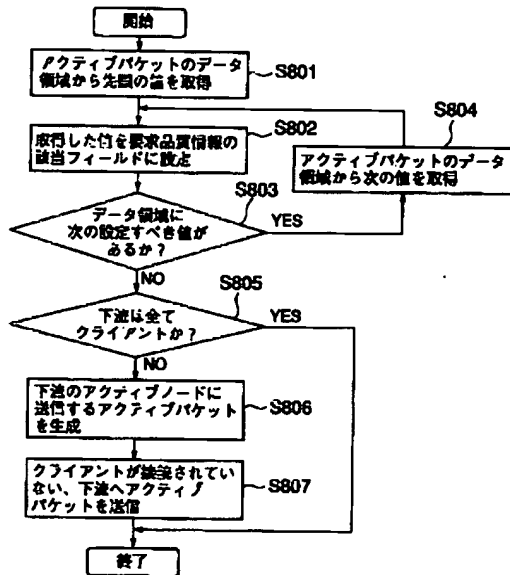 開始
アクティブパケットのデータ
領域から先頭の値を取得
S801
取得した値を要求品質情報の
該当フィールドに設定
S802
S804
アクティブパケットのデータ
領域から次の値を取得
S803
データ領域に
次の設定すべき値が
あるか？
YES
NO
S805
下流は全て
クライアントか？
YES
NO
下流のアクティブノードに
送信するアクティブパケット
を生成
S806
クライアントが接続されてい
ない、下流へアクティブ
パケットを送信
S807
終了